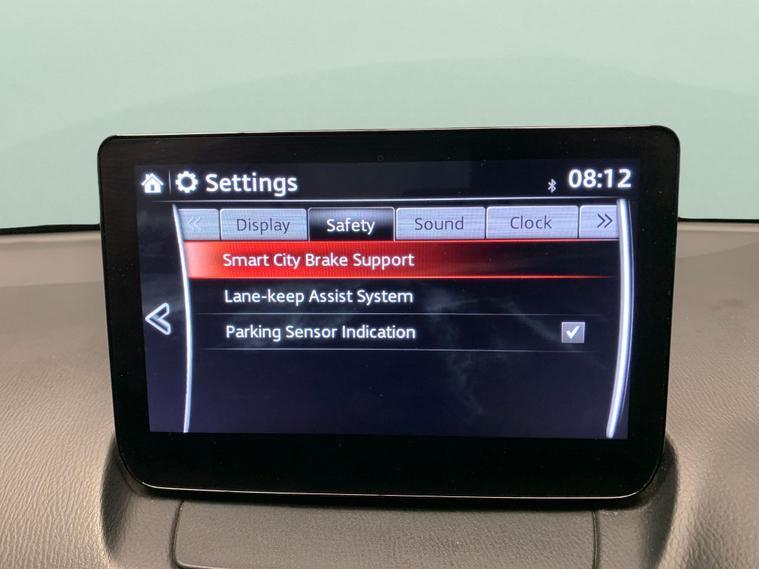 Settings 08:12
Display Safety Sound Clock
Smart City Brake Support
Lane-keep Assist System
Parking Sensor Indication